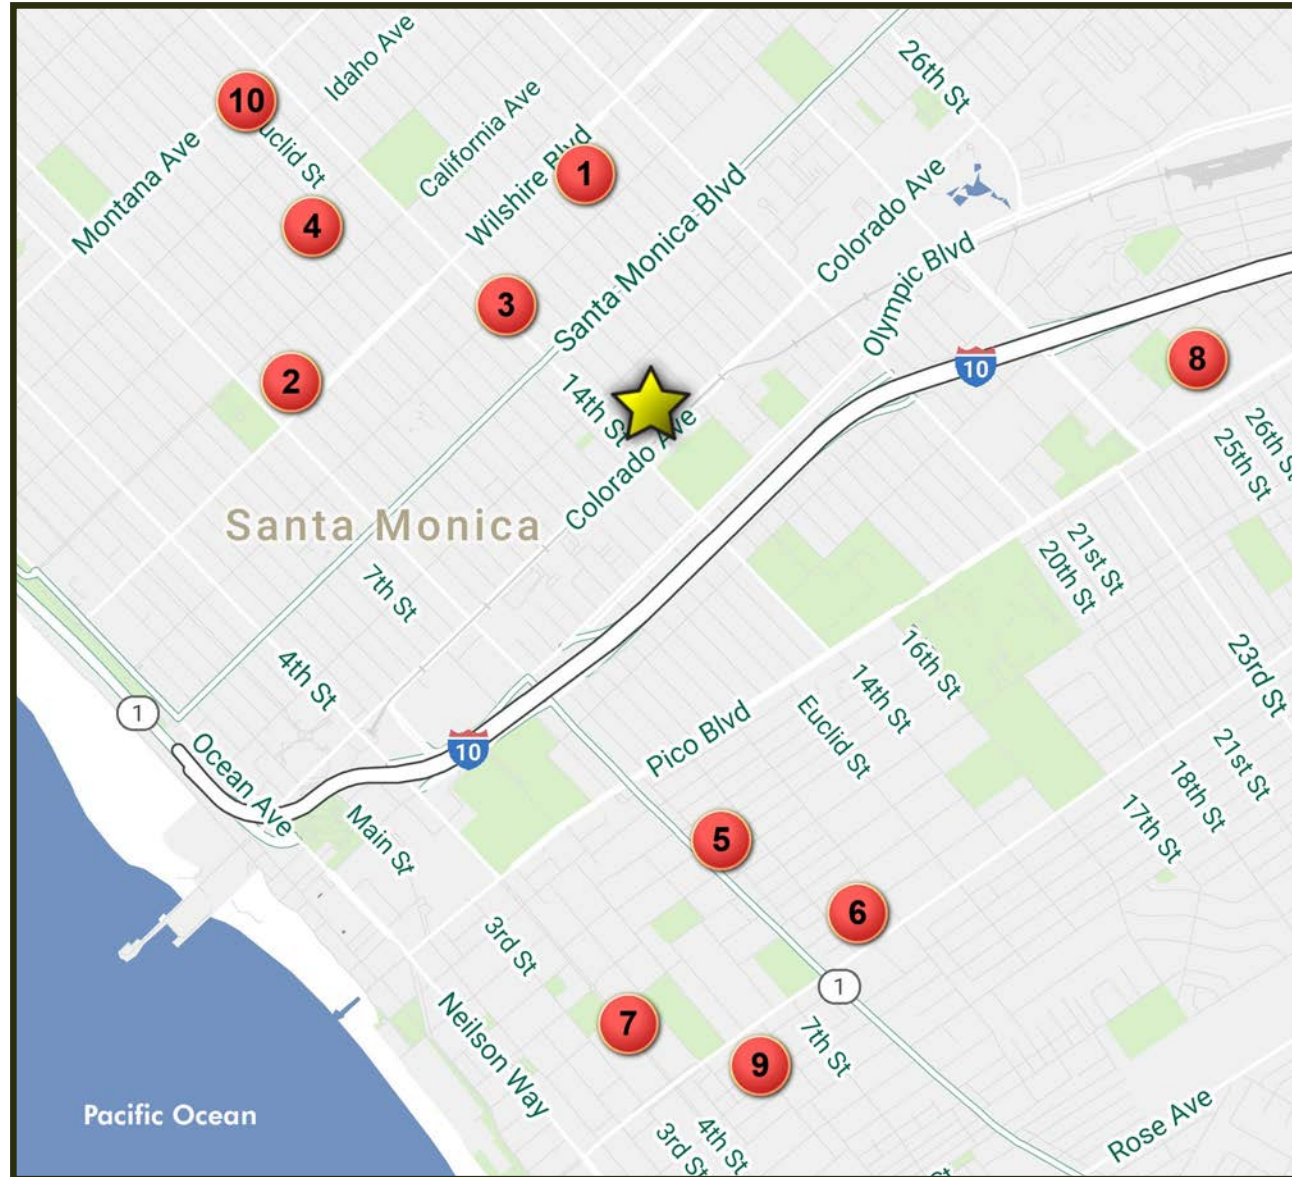 Idaho Ave
26th St
10
uclid St
California Ave
Montana Ave
Wilshire Blvd
1
4
Santa Monica Blvd
Colorado Ave
Olympic Blvd
3
10
8
2
14th St
Colorado Ave
26th St
25th St
Santa Monica
7th St
21st St
20th St
4th St
16th St
14th St
Euclid St
23rd St
1
10
Pico Blvd
Ocean Ave
Main St
21st St
18th St
17th St
5
6
3rd St
1
7
Neilson Way
9
7th St
Pacific Ocean
4th St
3rd St
Rose Ave